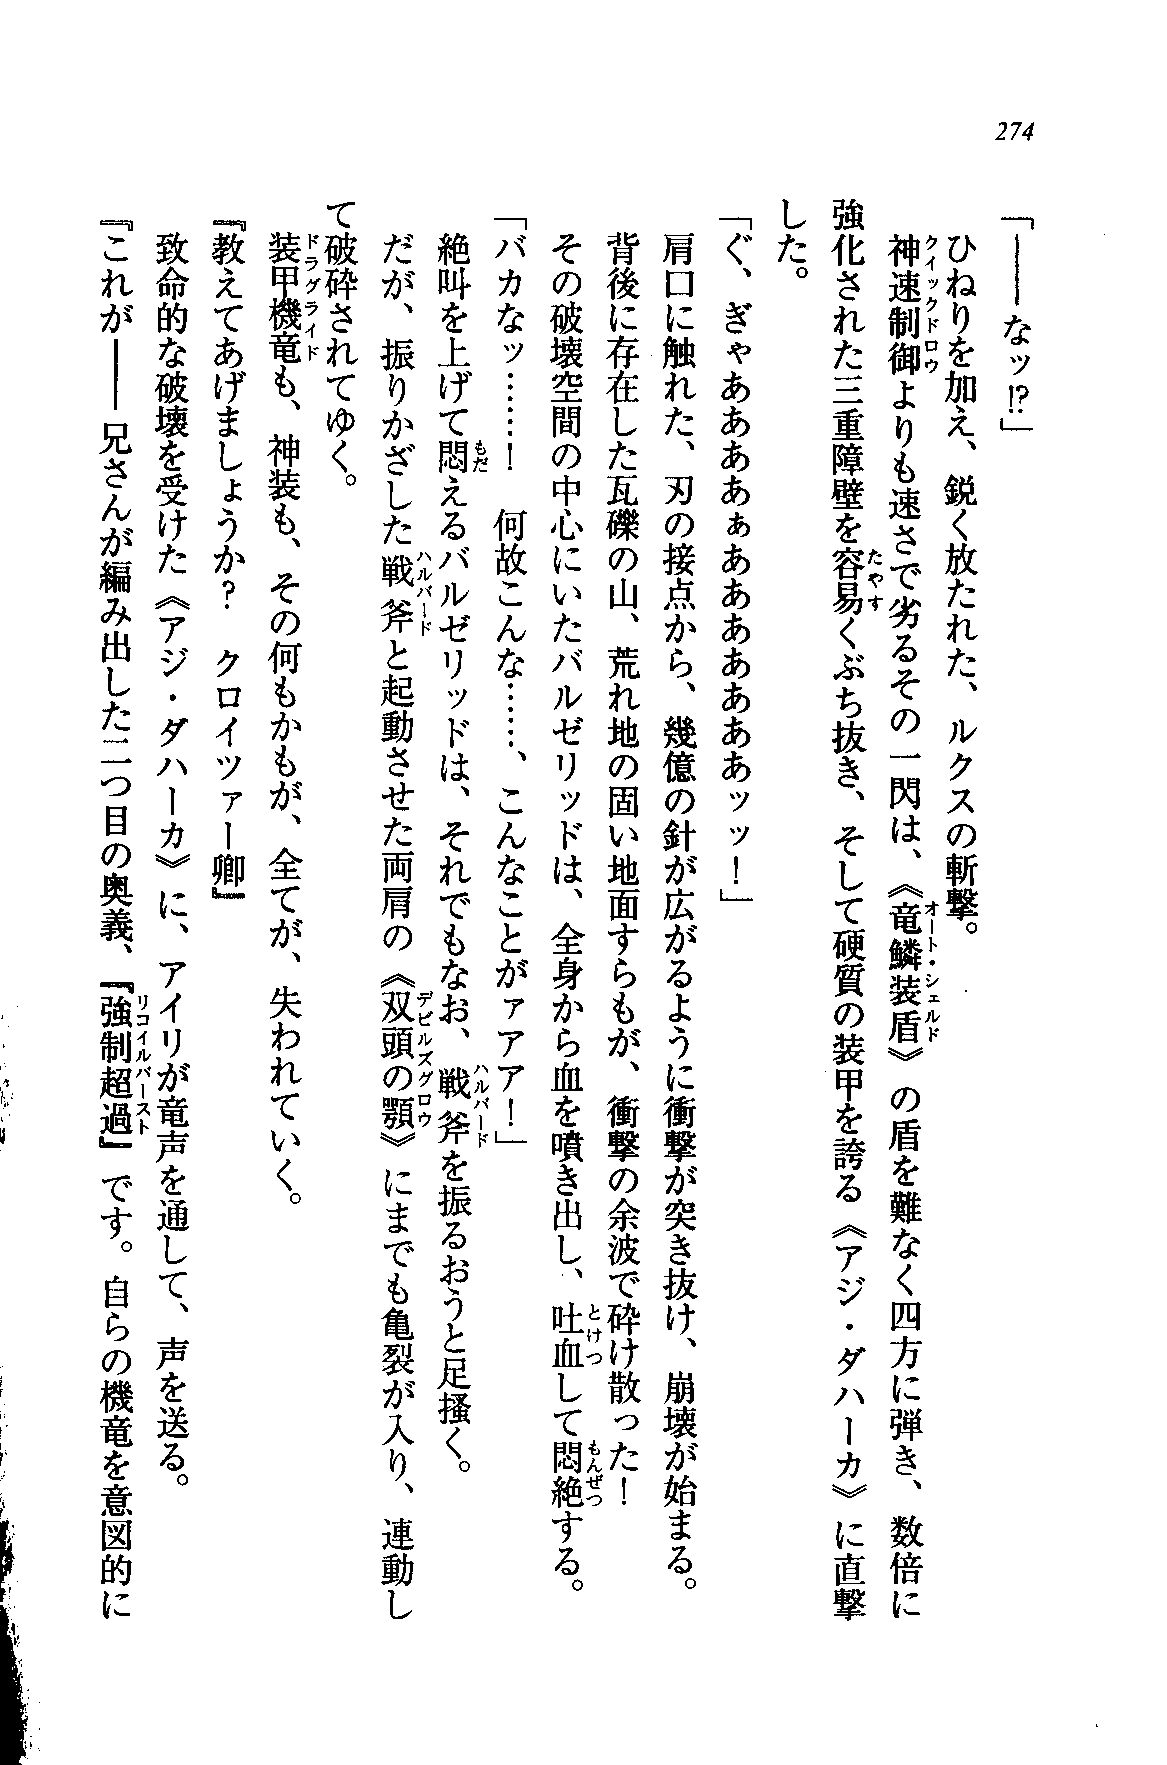 274
「――なッ!?」
ひねりを加え、鋭く放たれた、ルクスの斬撃。
神速制御よりも速さで劣るその一閃は、《竜鱗装盾》の盾を難なく四方に弾き、数倍に
強化された三重障壁を容易くぶち抜き、そして硬質の装甲を誇る《アジ・ダハーカ》に直撃
した。
「ぐ、ぎゃああああぁあああああああッッ！」
肩口に触れた、刃の接点から、幾億の針が広がるように衝撃が突き抜け、崩壊が始まる。
背後に存在した瓦礫の山、荒れ地の固い地面すらもが、衝撃の余波で砕け散った！
その破壊空間の中心にいたバルゼリッドは、全身から血を噴き出し、吐血して悶絶する。
「バカなッ……！　何故こんな……、こんなことがァアア！」
絶叫を上げて悶えるバルゼリッドは、それでもなお、戦斧を振るおうと足掻く。
だが、振りかざした戦斧と起動させた両肩の《双頭の顎》にまでも亀裂が入り、連動し
て破砕されてゆく。
装甲機竜も、神装も、その何もかもが、全てが、失われていく。
『教えてあげましょうか？　クロイツァー卿』
致命的な破壊を受けた《アジ・ダハーカ》に、アイリが竜声を通して、声を送る。
『これが――兄さんが編み出した二つ目の奥義、『強制超過』です。自らの機竜を意図的に